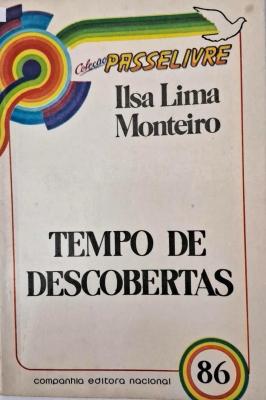 Coleção PASSELIVRE
Ilsa Lima
Monteiro
TEMPO DE
DESCOBERTAS
companhia editora nacional
86